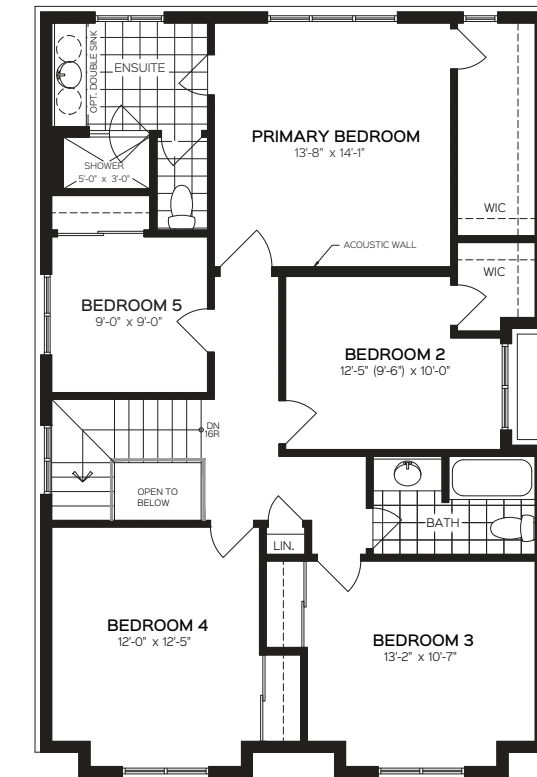 OPT. DOUBLE SINK
ENSUITE
PRIMARY BEDROOM
13'-8" x 14'-1"
SHOWER
5'-0" x 3'-0"
WIC
ACOUSTIC WALL
WIC
BEDROOM 5
9'-0" x 9'-0"
BEDROOM 2
12'-5" (9'-6") x 10'-0"
DN
16R
OPEN TO
BELOW
BATH
LIN.
BEDROOM 4
12'-0" x 12'-5"
BEDROOM 3
13'-2" x 10'-7"